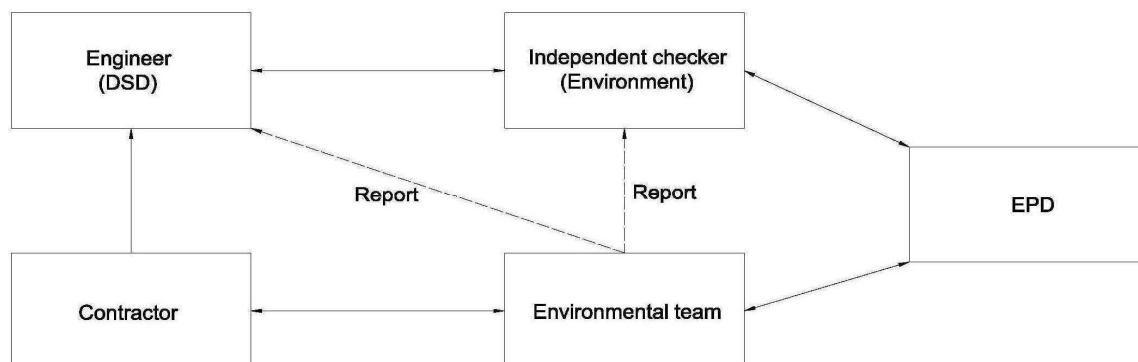 Engineer
(DSD)
Independent checker
(Environment)
Report
Report
EPD
Contractor
Environmental team